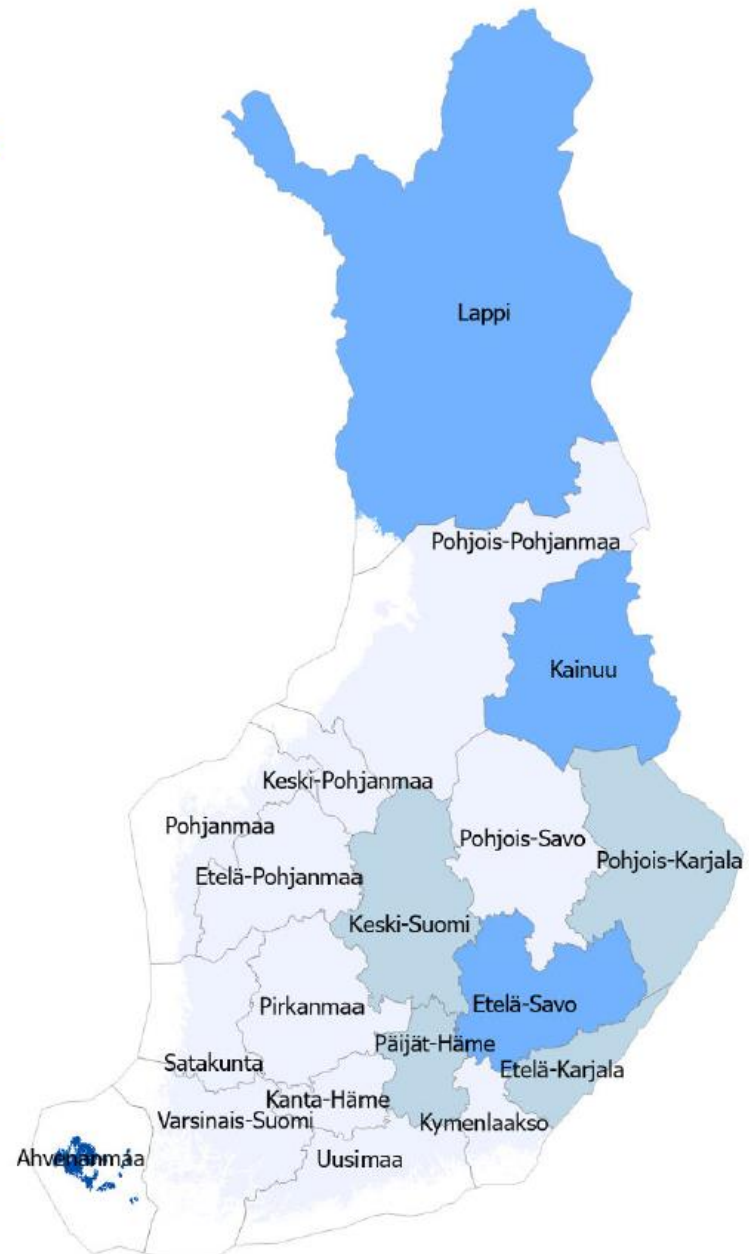 Lappi
Pohjois-Pohjanmaa
Kainuu
Keski-Pohjanmaa
Pohjanmaa
Pohjois-Savo
Pohjois-Karjala
Etelä-Pohjanmaa
Keski-Suomi
Pirkanmaa
Etelä-Savo
Päijät-Häme
Satakunta
Etelä-Karjala
Kanta-Häme
Varsinais-Suomi
Kymenlaakso
Ahvenanmaa
Uusimaa